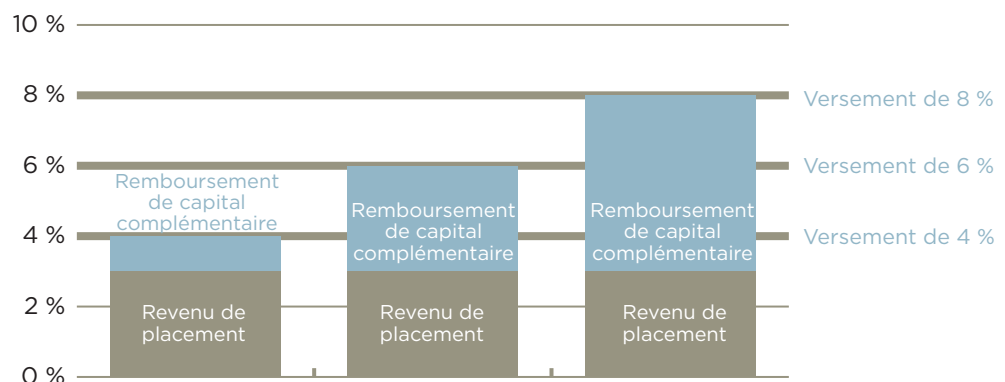 10 %
8 %
Versement de 8 %
6 %
Versement de 6 %
Remboursement
de capital
complémentaire
Remboursement
de capital
complémentaire
Remboursement
de capital
complémentaire
4 %
Versement de 4 %
2 %
Revenu de
placement
Revenu de
placement
Revenu de
placement
0 %